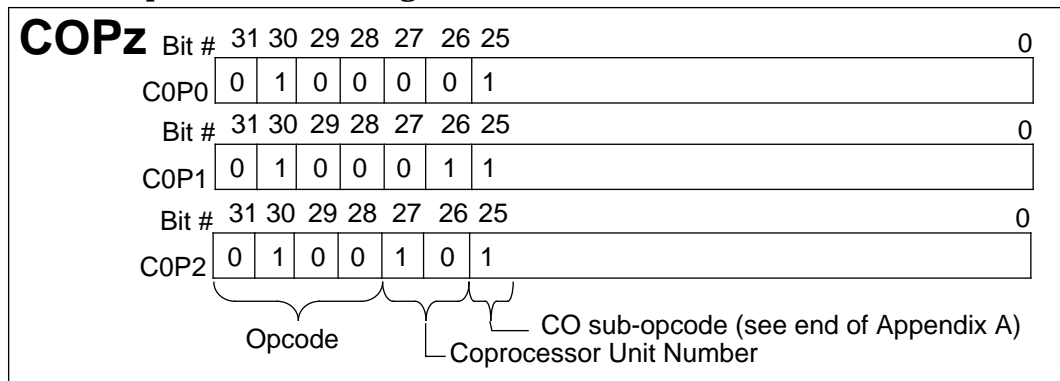 COPz Bit # 31 30 29 28 27 26 25 0
C0P0 0 1 0 0 0 0 1
Bit # 31 30 29 28 27 26 25 0
C0P1 0 1 0 0 0 1 1
Bit # 31 30 29 28 27 26 25 0
C0P2 0 1 0 0 1 0 1
Opcode CO sub-opcode (see end of Appendix A)
Coprocessor Unit Number